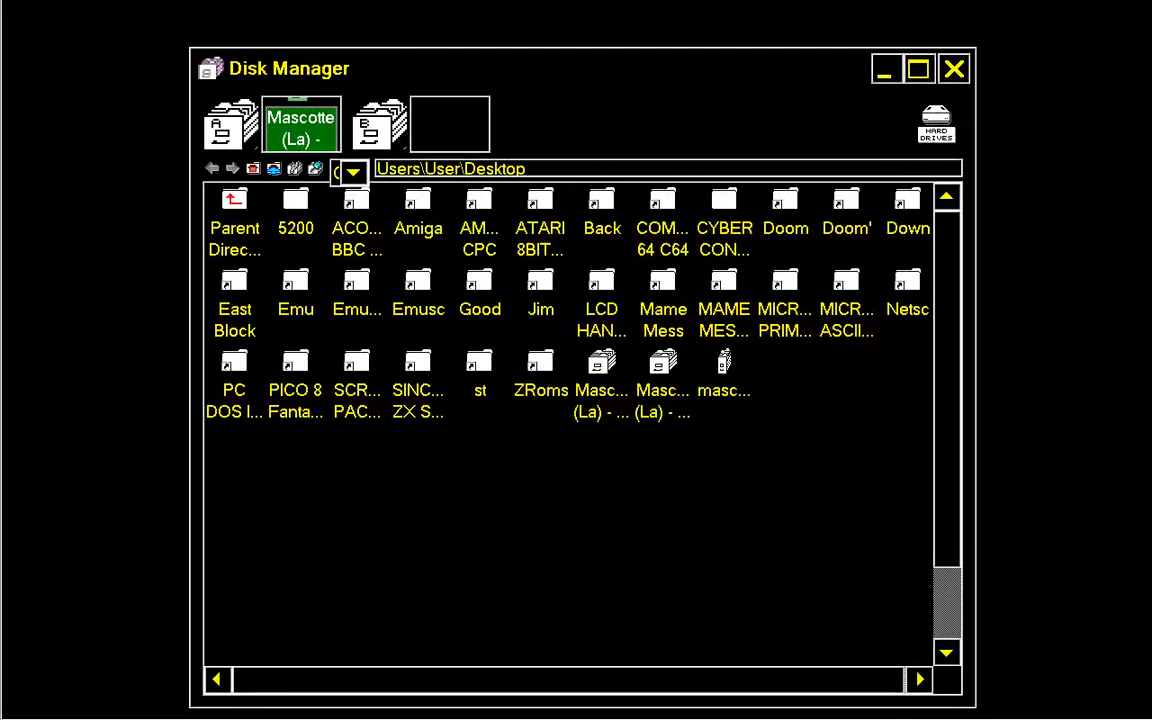 Disk Manager
A
Mascotte
(La) -
B
HARD
DRIVES
Users\User\Desktop
Parent 5200 ACO... Amiga AM... ATARI Back COM... CYBER Doom Doom' Down
Direc... BBC ... CPC 8BIT... 64 C64 CON...
East Emu Emu... Emusc Good Jim LCD Mame MAME MICR... MICR... Netsc
Block HAN... Mess MES... PRIM... ASCII...
PC PICO 8 SCR... SINC... st ZRoms Masc... Masc... masc...
DOS I... Fanta... PAC... ZX S... (La) - ... (La) - ...